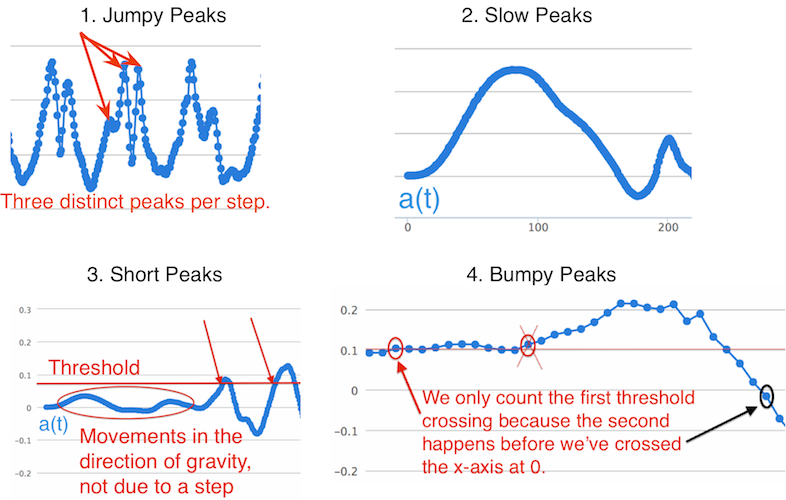 1. Jumpy Peaks
Three distinct peaks per step.
2. Slow Peaks
a(t)
0
100
200
3. Short Peaks
0.3
0.2
0.1
0
-0.1
-0.2
Threshold
a(t)
Movements in the
direction of gravity,
not due to a step
4. Bumpy Peaks
0.2
0.1
0
-0.1
-0.2
We only count the first threshold
crossing because the second
happens before we've crossed
the x-axis at 0.